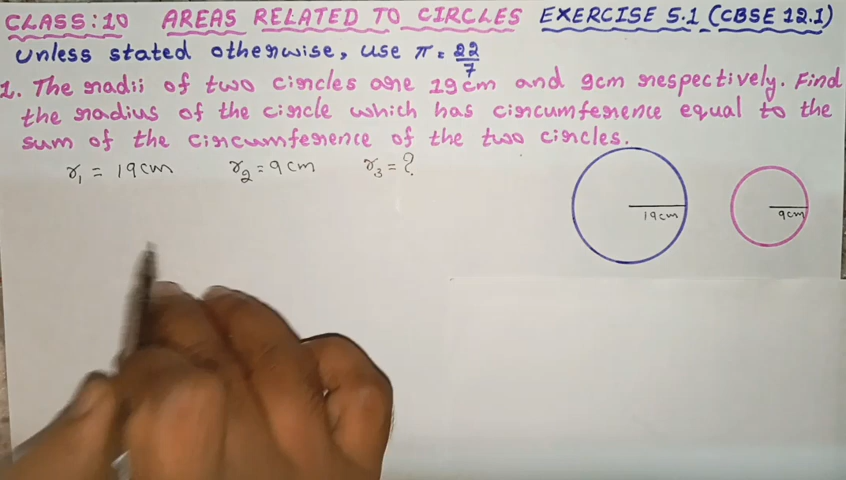 CLASS:10 AREAS RELATED TO CIRCLES EXERCISE 5.1 (CBSE 12.1)
Unless stated otherwise, use π = 22/7
1. The radii of two circles are 19cm and 9cm respectively. Find
the radius of the circle which has circumference equal to the
sum of the circumference of the two circles.
r₁ = 19cm r₂ = 9cm r₃ = ?
19cm 9cm